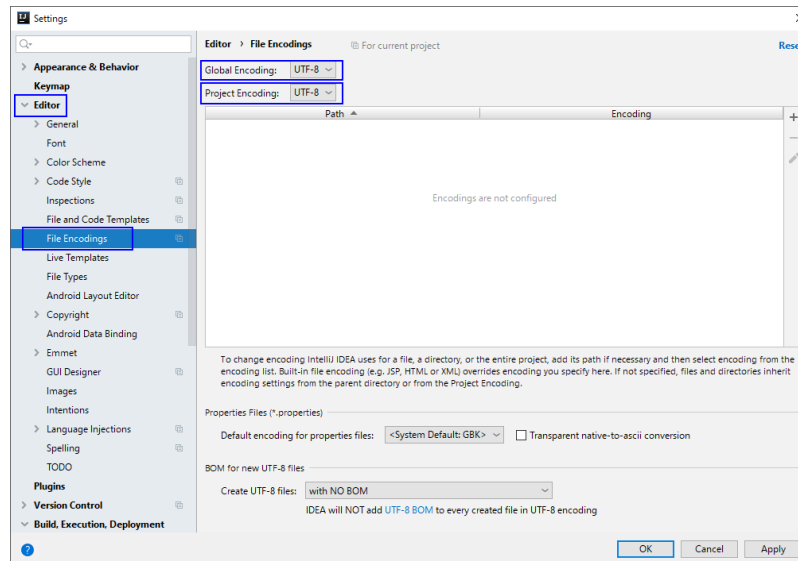 Settings
Editor › File Encodings
For current project
Rese
Appearance & Behavior
Keymap
Editor
General
Font
Color Scheme
Code Style
Inspections
File and Code Templates
File Encodings
Live Templates
File Types
Android Layout Editor
Copyright
Android Data Binding
Emmet
GUI Designer
Images
Intentions
Language Injections
Spelling
TODO
Plugins
Version Control
Build, Execution, Deployment
Global Encoding: UTF-8
Project Encoding: UTF-8
Path Encoding
Encodings are not configured
To change encoding IntelliJ IDEA uses for a file, a directory, or the entire project, add its path if necessary and then select encoding from the
encoding list. Built-in file encoding (e.g. JSP, HTML or XML) overrides encoding you specify here. If not specified, files and directories inherit
encoding settings from the parent directory or from the Project Encoding.
Properties Files (*.properties)
Default encoding for properties files: <System Default: GBK> Transparent native-to-ascii conversion
BOM for new UTF-8 files
Create UTF-8 files: with NO BOM
IDEA will NOT add UTF-8 BOM to every created file in UTF-8 encoding
?
OK Cancel Apply